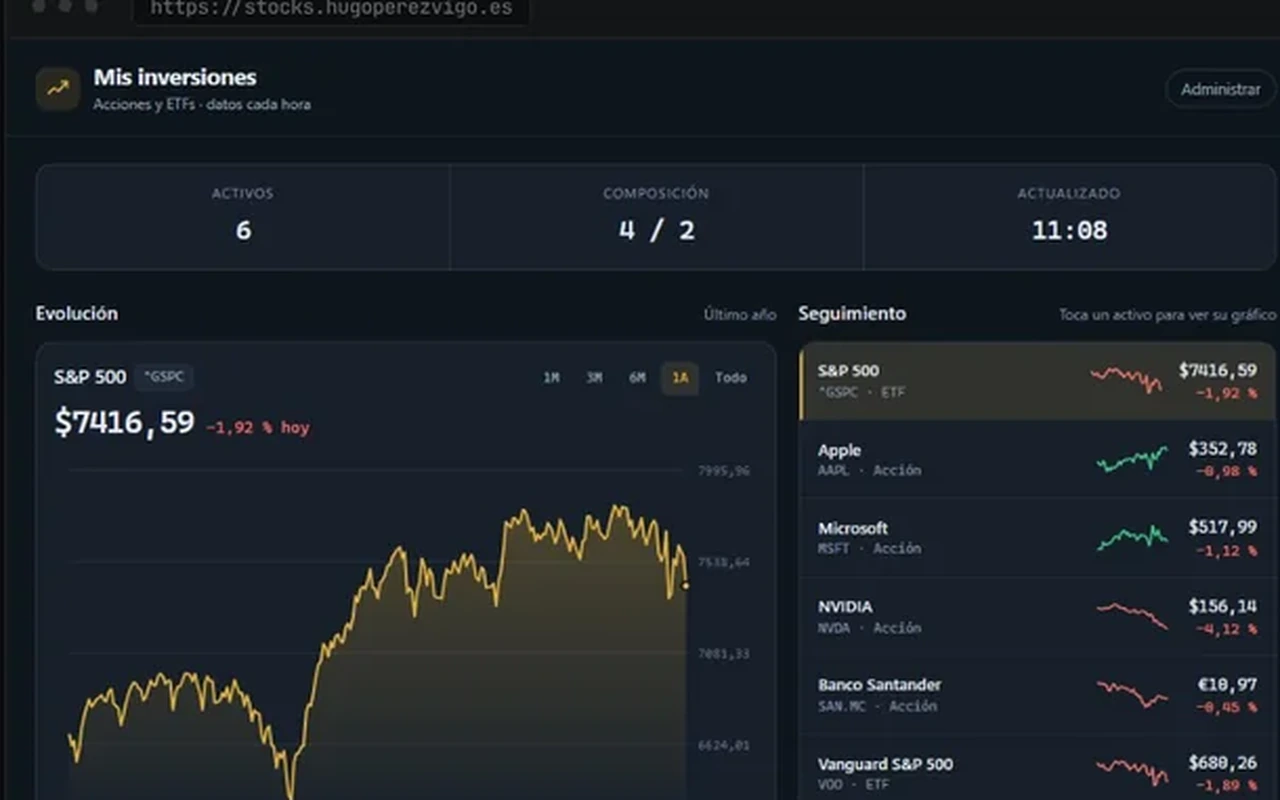 https://stocks.hugoperezvigo.es
Mis inversiones
Acciones y ETFs · datos cada hora
Administrar
ACTIVOS
6
COMPOSICIÓN
4 / 2
ACTUALIZADO
11:08
Evolución
Último año
S&P 500 ^GSPC
1M 3M 6M 1A Todo
$7416,59 −1,92 % hoy
7995,96
7538,64
7081,33
6624,01
Seguimiento
Toca un activo para ver su gráfico
S&P 500
^GSPC · ETF
$7416,59
−1,92 %
Apple
AAPL · Acción
$352,78
−0,98 %
Microsoft
MSFT · Acción
$517,99
−1,12 %
NVIDIA
NVDA · Acción
$156,14
−4,12 %
Banco Santander
SAN.MC · Acción
€10,97
−0,45 %
Vanguard S&P 500
VOO · ETF
$680,26
−1,89 %